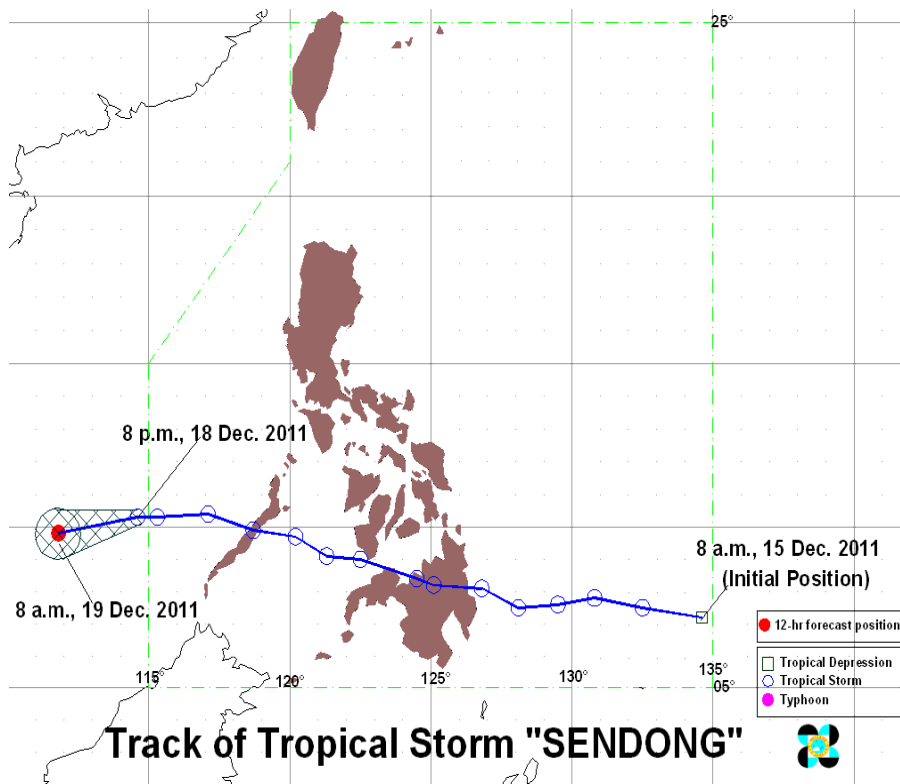 25°
8 p.m., 18 Dec. 2011
8 a.m., 15 Dec. 2011
(Initial Position)
8 a.m., 19 Dec. 2011
12-hr forecast position
Tropical Depression
Tropical Storm
Typhoon
115°
120°
125°
130°
135°
05°
Track of Tropical Storm "SENDONG"